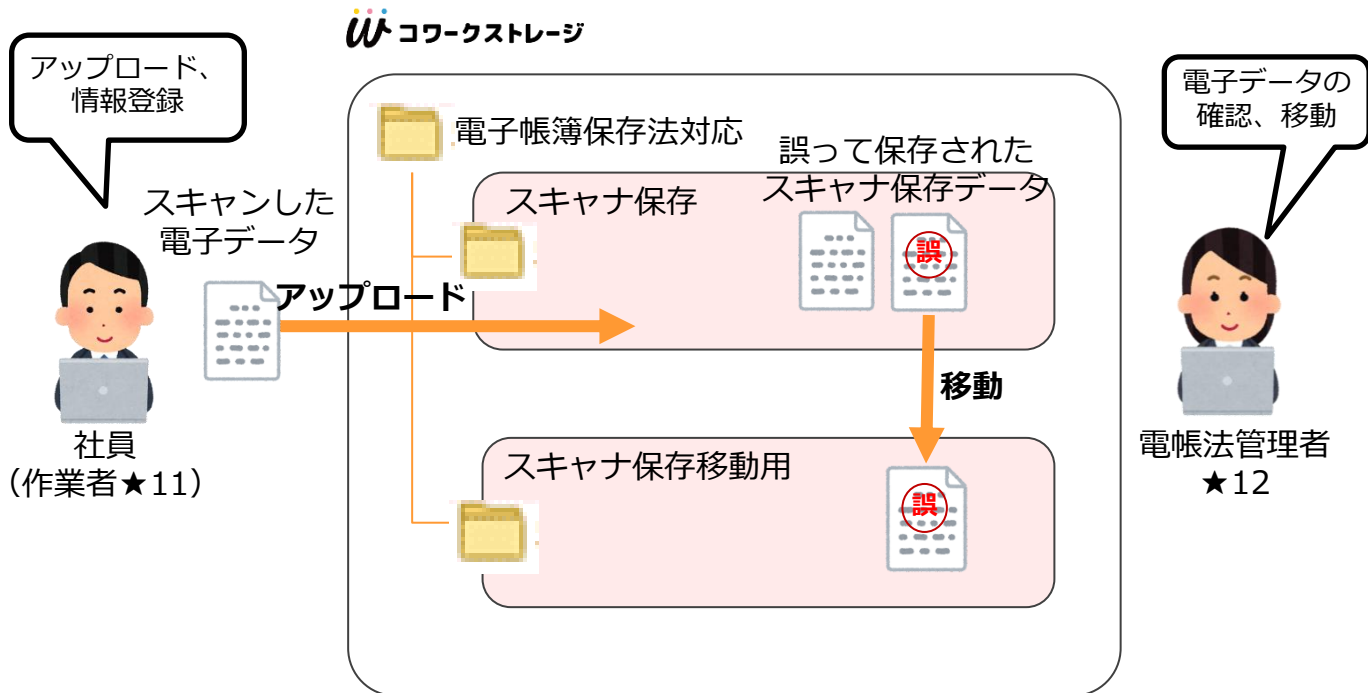 コワークストレージ
アップロード、
情報登録
電子データの
確認、移動
電子帳簿保存法対応
誤って保存された
スキャナ保存データ
スキャナ保存
スキャンした
電子データ
誤
アップロード
移動
社員
（作業者★11）
スキャナ保存移動用
誤
電帳法管理者
★12